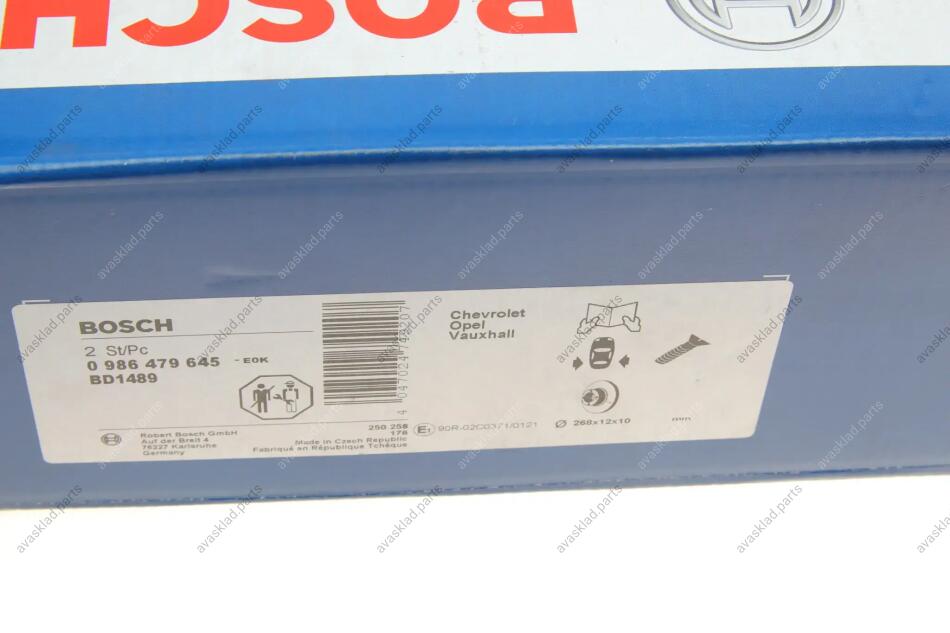 BOSCH
BOSCH
2 St/Pc
0 986 479 645 - E0K
BD1489
Chevrolet
Opel
Vauxhall
Robert Bosch GmbH
Auf der Breit 4
76227 Karlsruhe
Germany
250 258
176
Made in Czech Republic
Fabriqué en République Tchèque
E1 90R-02C0371/0121
Ø 268x12x10 mm
avasklad.parts